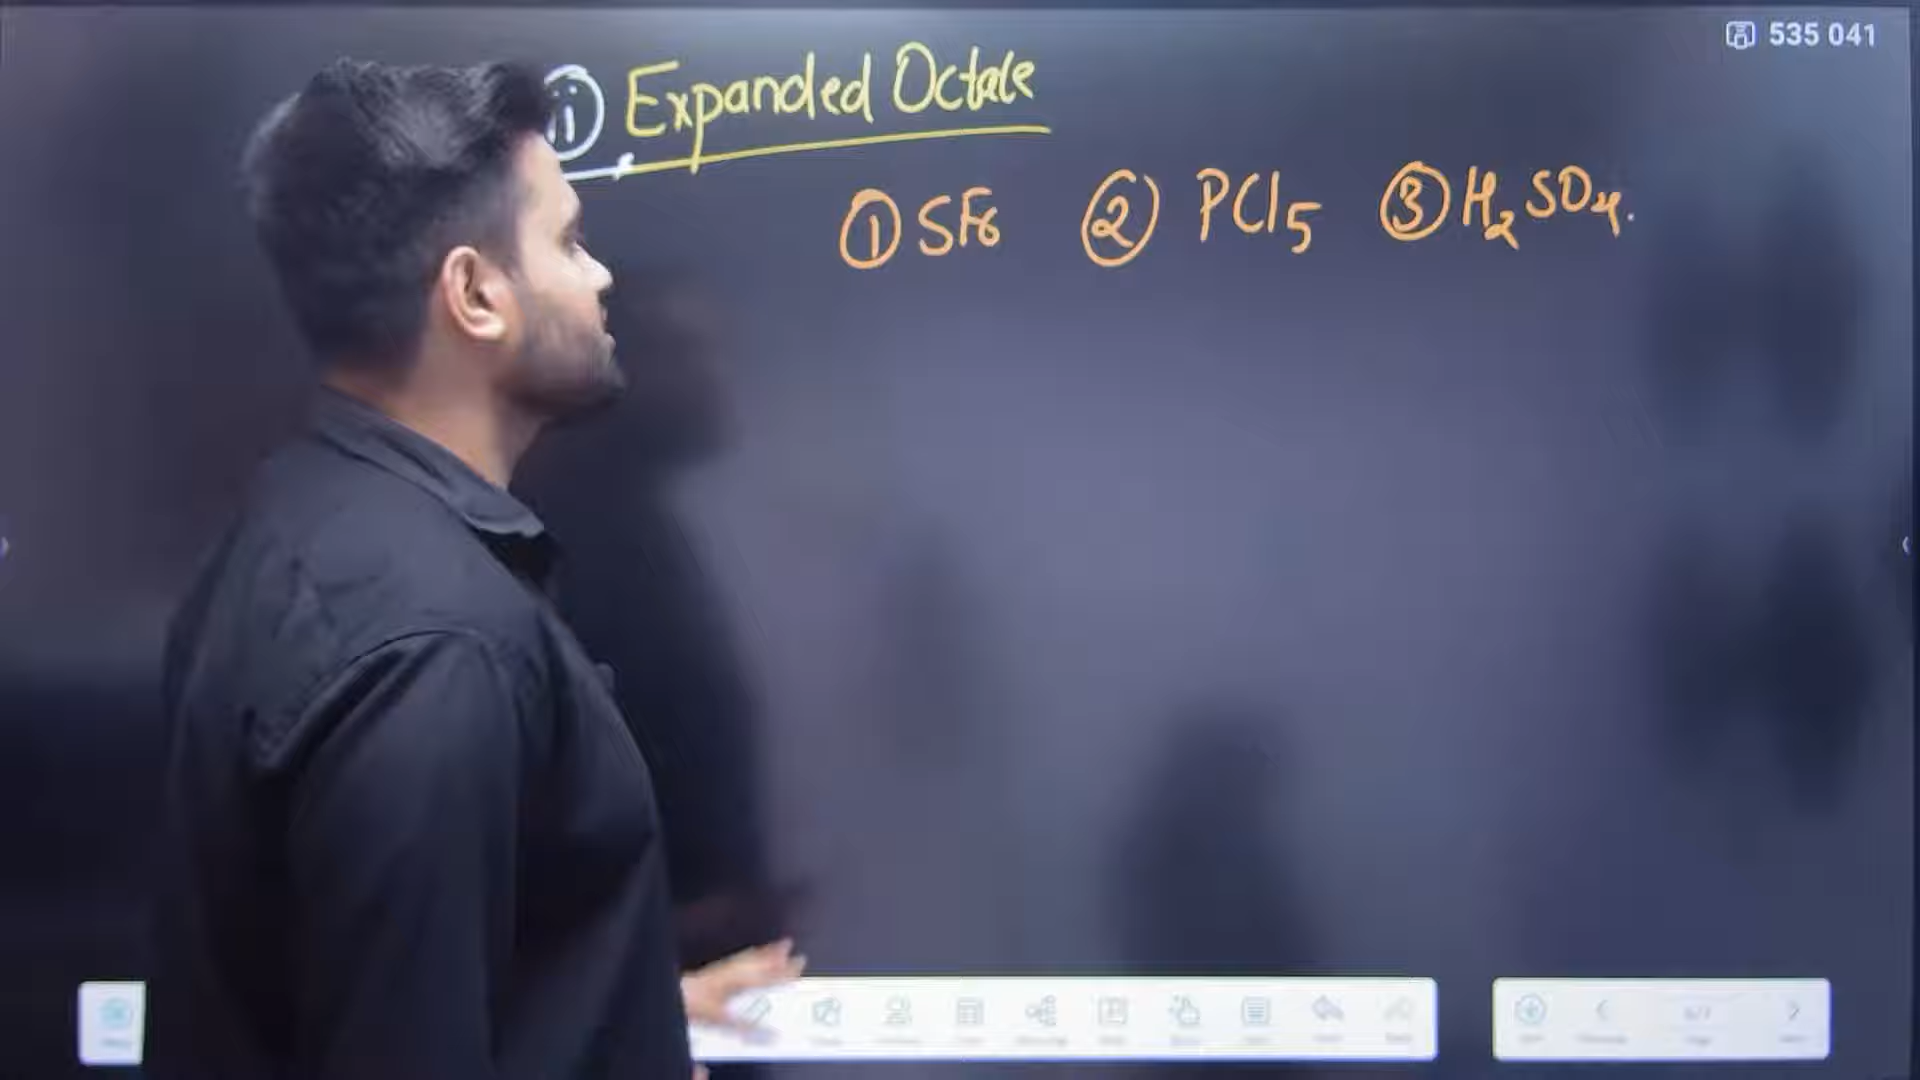 535 041
ii Expanded Octate
① SF6 ② PCl5 ③ H2SO4.